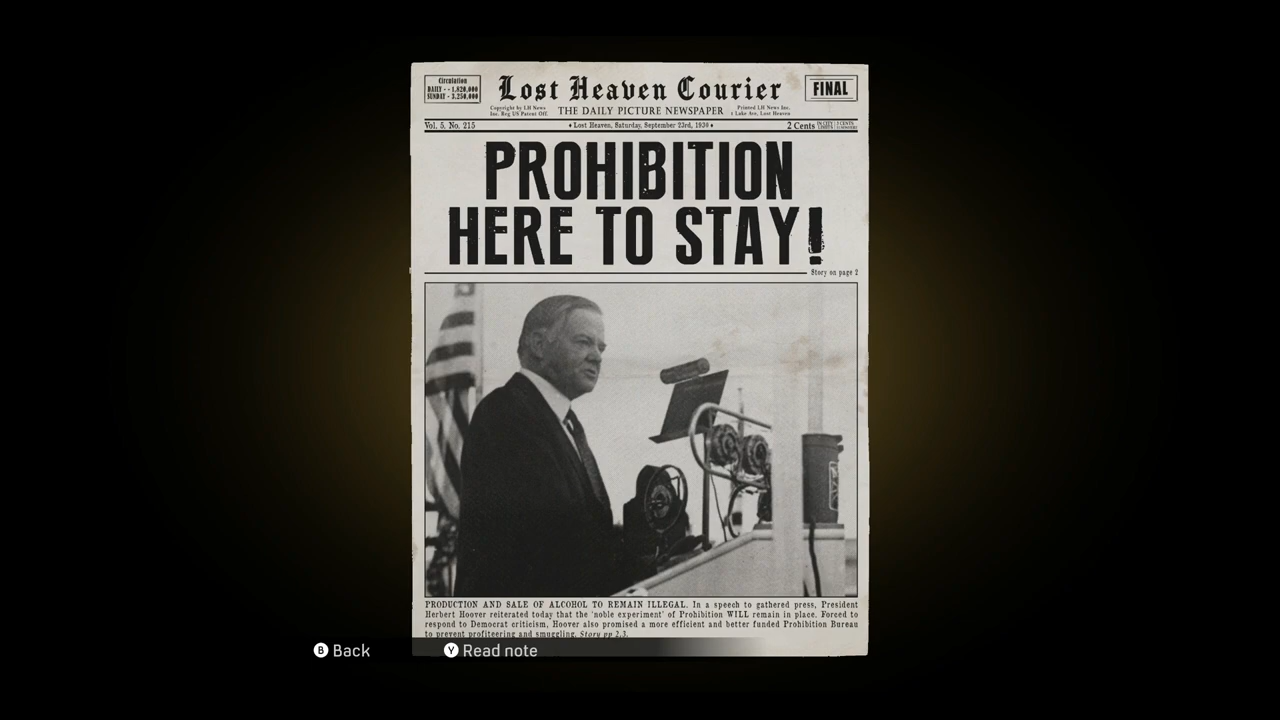 Circulation
DAILY - - 1,820,000
SUNDAY - 3,250,000
Lost Heaven Courier
FINAL
Copyright by LH News
Inc. Reg US Patent Off.
THE DAILY PICTURE NEWSPAPER
Printed LH News Inc.
1 Lake Ave, Lost Heaven
Vol. 5, No. 215
♦ Lost Heaven, Saturday, September 23rd, 1930 ♦
2 Cents
PROHIBITION
HERE TO STAY!
Story on page 2
PRODUCTION AND SALE OF ALCOHOL TO REMAIN ILLEGAL. In a speech to gathered press, President
Herbert Hoover reiterated today that the 'noble experiment' of Prohibition WILL remain in place. Forced to
respond to Democrat criticism, Hoover also promised a more efficient and better funded Prohibition Bureau
to prevent profiteering and smuggling. Story pp 2,3.
B Back
Y Read note